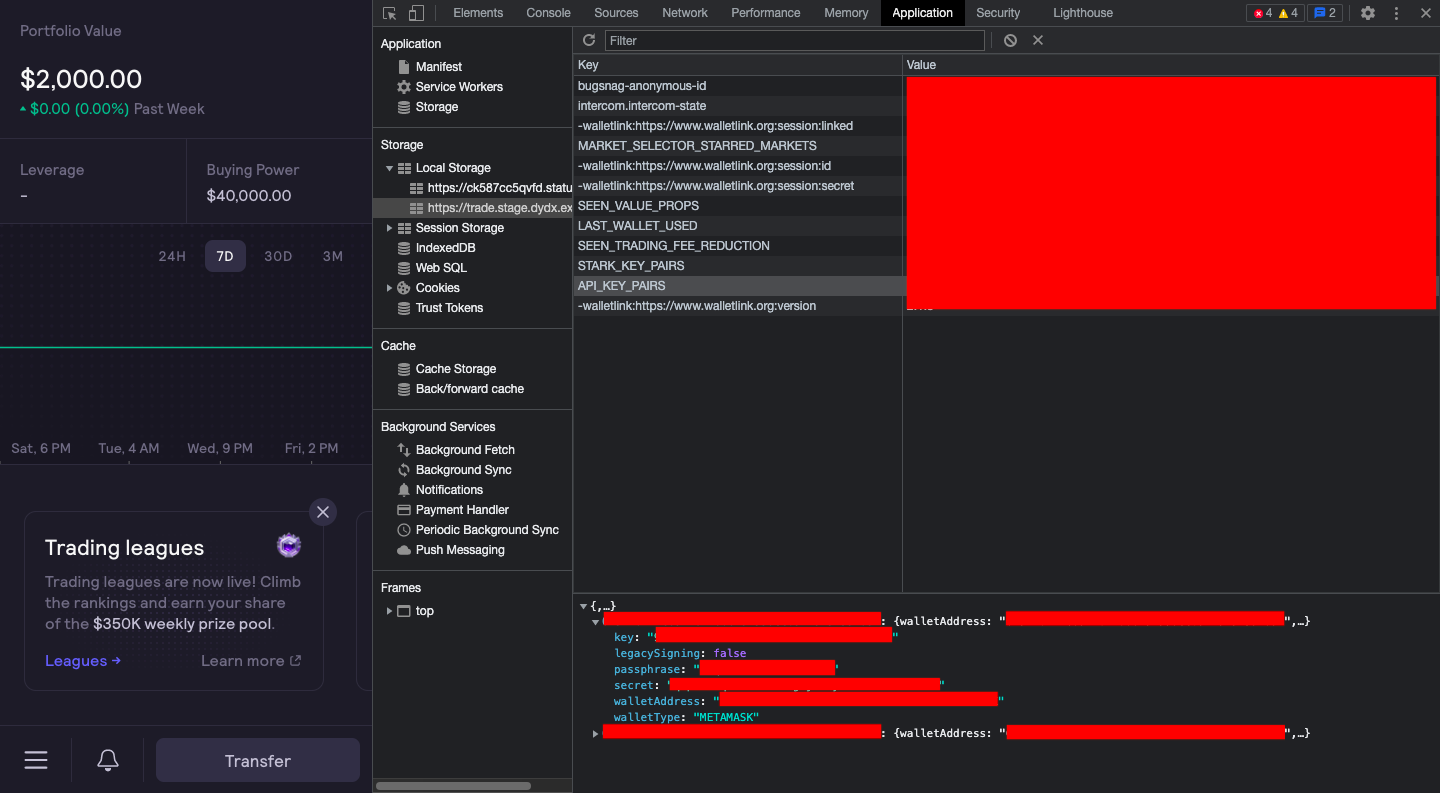 Portfolio Value
$2,000.00
$0.00 (0.00%) Past Week
Leverage
-
Buying Power
$40,000.00
24H 7D 30D 3M
Sat, 6 PM Tue, 4 AM Wed, 9 PM Fri, 2 PM
Trading leagues
Trading leagues are now live! Climb
the rankings and earn your share
of the $350K weekly prize pool.
Leagues → Learn more
Transfer
Elements Console Sources Network Performance Memory Application Security Lighthouse 4 4 2
Application
Manifest
Service Workers
Storage
Storage
Local Storage
https://ck587cc5qvfd.statu
https://trade.stage.dydx.ex
Session Storage
IndexedDB
Web SQL
Cookies
Trust Tokens
Cache
Cache Storage
Back/forward cache
Background Services
Background Fetch
Background Sync
Notifications
Payment Handler
Periodic Background Sync
Push Messaging
Frames
top
Filter
Key Value
bugsnag-anonymous-id
intercom.intercom-state
-walletlink:https://www.walletlink.org:session:linked
MARKET_SELECTOR_STARRED_MARKETS
-walletlink:https://www.walletlink.org:session:id
-walletlink:https://www.walletlink.org:session:secret
SEEN_VALUE_PROPS
LAST_WALLET_USED
SEEN_TRADING_FEE_REDUCTION
STARK_KEY_PAIRS
API_KEY_PAIRS
-walletlink:https://www.walletlink.org:version
{,…}
: {walletAddress: "",…}
key: ""
legacySigning: false
passphrase: "
secret: "
walletAddress: ""
walletType: "METAMASK"
: {walletAddress: "",…}